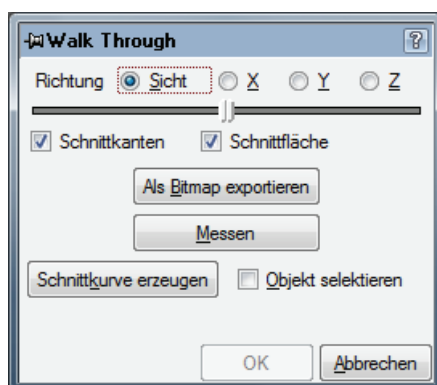 Walk Through ?
Richtung Sicht X Y Z
Schnittkanten Schnittfläche
Als Bitmap exportieren
Messen
Schnittkurve erzeugen Objekt selektieren
OK Abbrechen